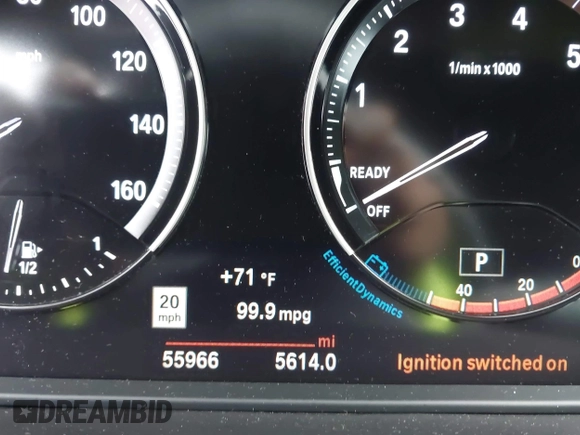 100
120
mph
140
160
1/2
1
2
3
4
5
1/min x 1000
1
READY
OFF
EfficientDynamics
P
40
20
0
+71 °F
20
mph
99.9 mpg
mi
55966
5614.0
Ignition switched on
DREAMBID